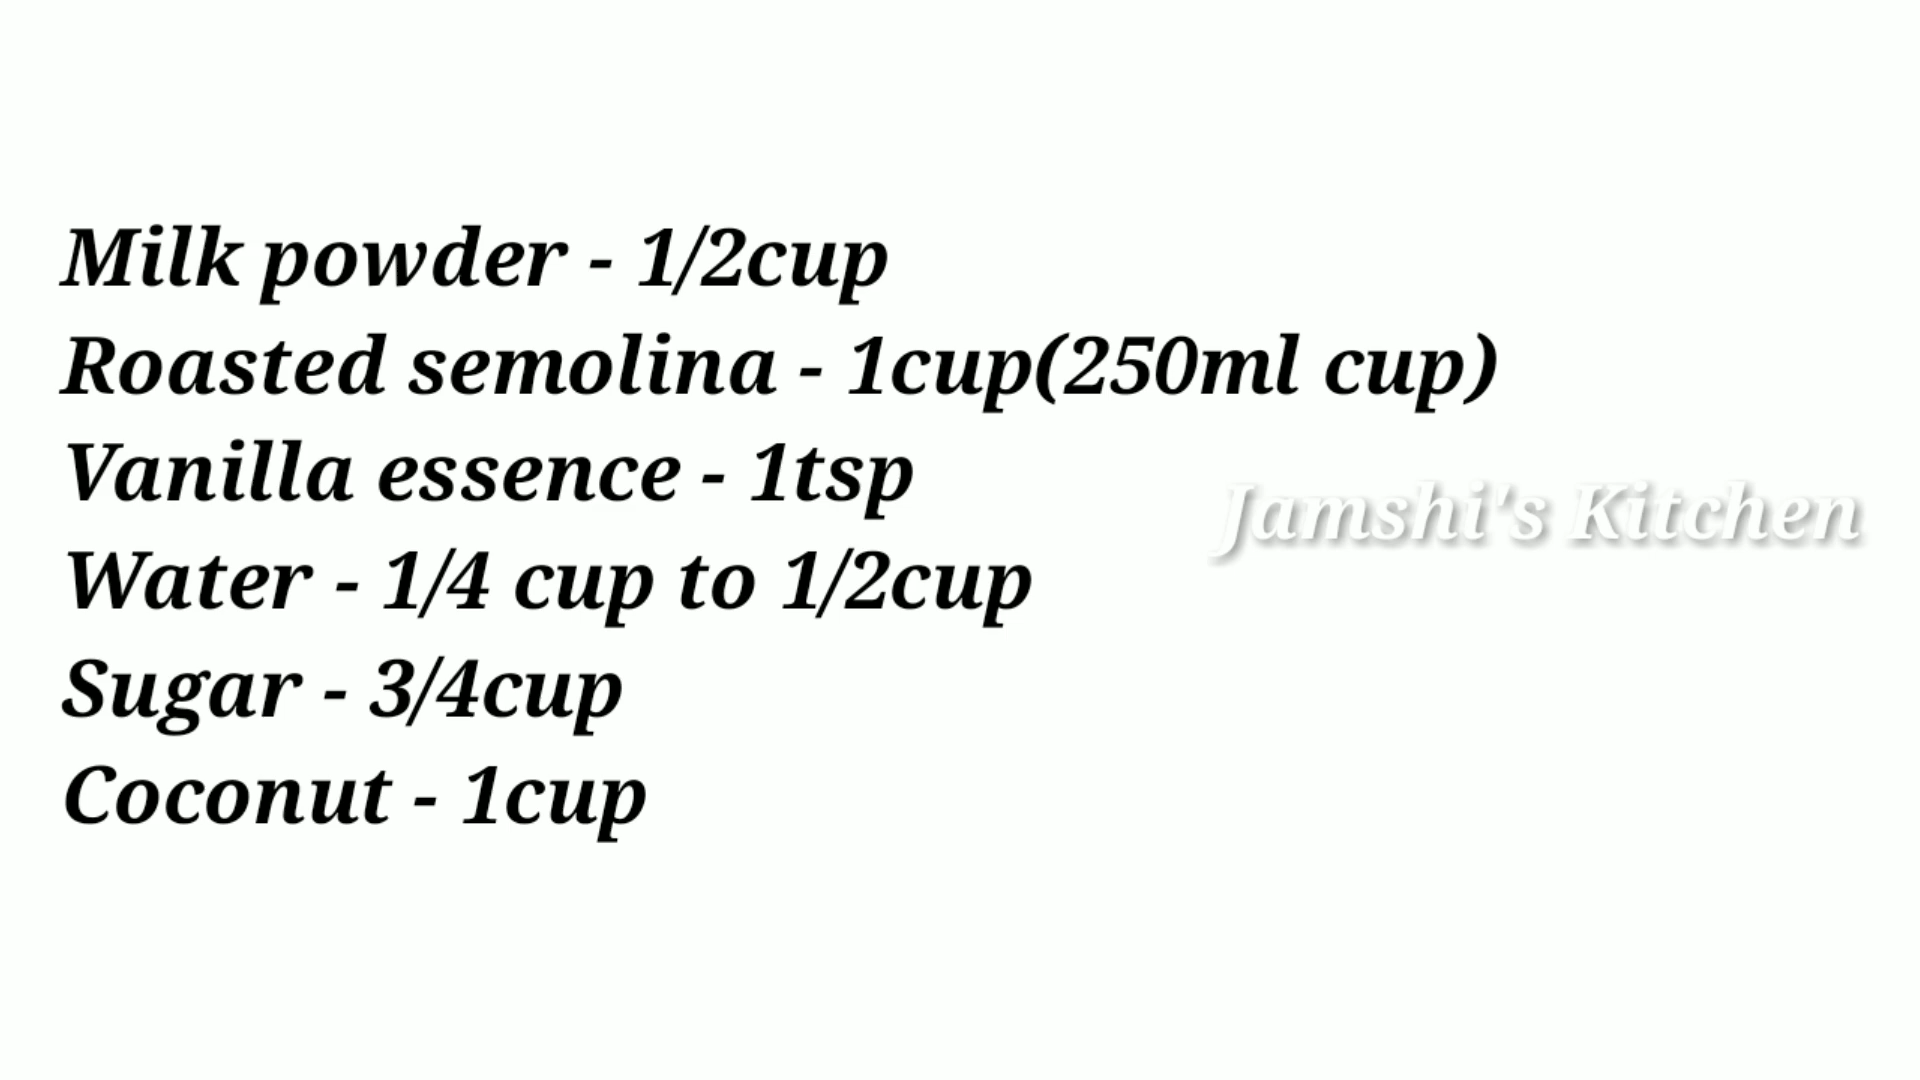 Milk powder - 1/2cup
Roasted semolina - 1cup(250ml cup)
Vanilla essence - 1tsp
Jamshi's Kitchen
Water - 1/4 cup to 1/2cup
Sugar - 3/4cup
Coconut - 1cup